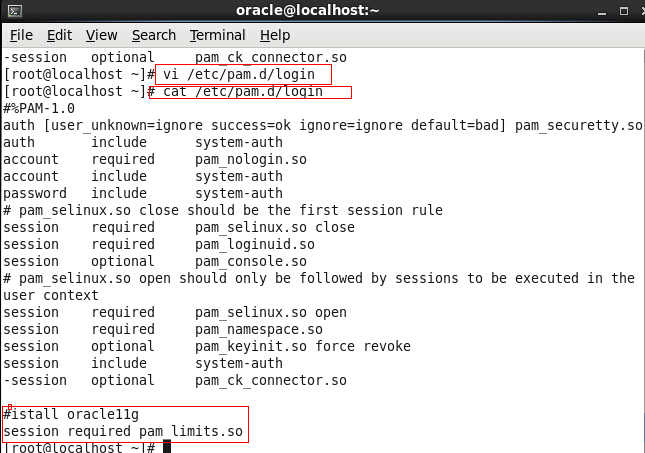 oracle@localhost:~
File Edit View Search Terminal Help
-session   optional     pam_ck_connector.so
[root@localhost ~]# vi /etc/pam.d/login
[root@localhost ~]# cat /etc/pam.d/login
#%PAM-1.0
auth [user_unknown=ignore success=ok ignore=ignore default=bad] pam_securetty.so
auth       include      system-auth
account    required     pam_nologin.so
account    include      system-auth
password   include      system-auth
# pam_selinux.so close should be the first session rule
session    required     pam_selinux.so close
session    required     pam_loginuid.so
session    optional     pam_console.so
# pam_selinux.so open should only be followed by sessions to be executed in the
user context
session    required     pam_selinux.so open
session    required     pam_namespace.so
session    optional     pam_keyinit.so force revoke
session    include      system-auth
-session   optional     pam_ck_connector.so
#istall oracle11g
session required pam_limits.so
[root@localhost ~]#